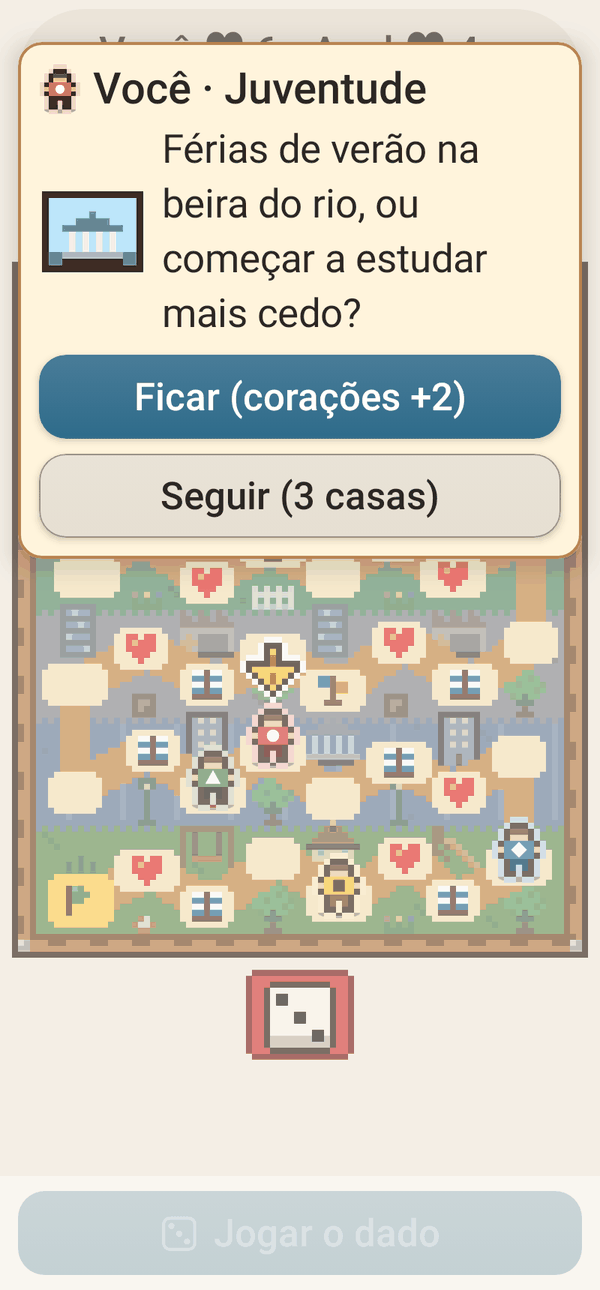 Você · Juventude
Férias de verão na
beira do rio, ou
começar a estudar
mais cedo?
Ficar (corações +2)
Seguir (3 casas)
Jogar o dado